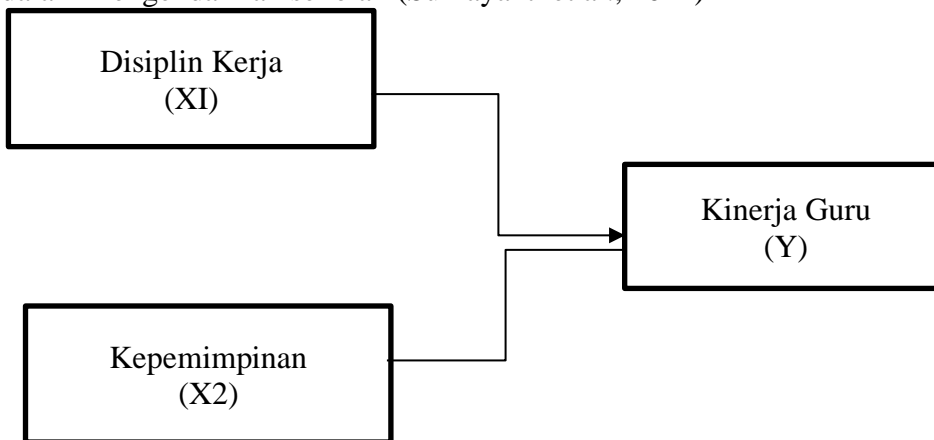 Disiplin Kerja
(XI)
Kinerja Guru
(Y)
Kepemimpinan
(X2)